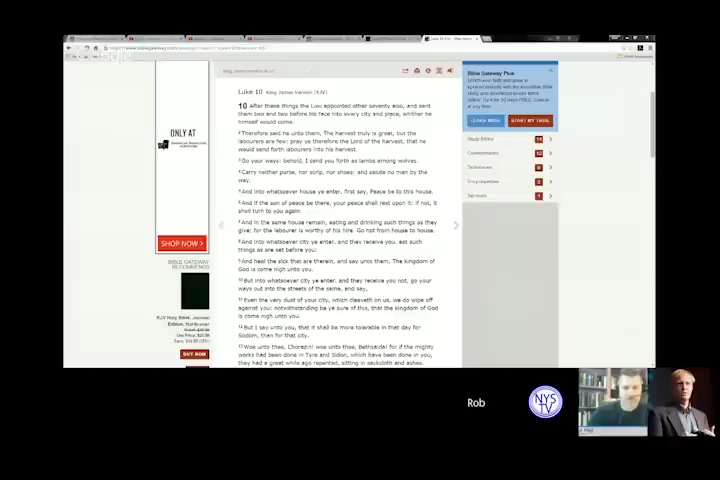 ONLY AT
SHOP NOW >
BIBLE GATEWAY
RECOMMENDS
KJV Holy Bible, Journal
Edition, Hardcover
BUY NOW
Luke 10 King James Version (KJV)
10 After these things the LORD appointed other seventy also, and sent
them two and two before his face into every city and place, whither he
himself would come.
2 Therefore said he unto them, The harvest truly is great, but the
labourers are few: pray ye therefore the Lord of the harvest, that he
would send forth labourers into his harvest.
3 Go your ways: behold, I send you forth as lambs among wolves.
4 Carry neither purse, nor scrip, nor shoes: and salute no man by the
way.
5 And into whatsoever house ye enter, first say, Peace be to this house.
6 And if the son of peace be there, your peace shall rest upon it: if not, it
shall turn to you again.
7 And in the same house remain, eating and drinking such things as they
give: for the labourer is worthy of his hire. Go not from house to house.
8 And into whatsoever city ye enter, and they receive you, eat such
things as are set before you:
9 And heal the sick that are therein, and say unto them, The kingdom of
God is come nigh unto you.
10 But into whatsoever city ye enter, and they receive you not, go your
ways out into the streets of the same, and say,
11 Even the very dust of your city, which cleaveth on us, we do wipe off
against you: notwithstanding be ye sure of this, that the kingdom of God
is come nigh unto you.
12 But I say unto you, that it shall be more tolerable in that day for
Sodom, than for that city.
13 Woe unto thee, Chorazin! woe unto thee, Bethsaida! for if the mighty
works had been done in Tyre and Sidon, which have been done in you,
they had a great while ago repented, sitting in sackcloth and ashes.
Bible Gateway Plus
LEARN MORE
START MY TRIAL
Study Bibles
Commentaries
Dictionaries
Encyclopedias
Sermons 1
Rob
NYS
TV